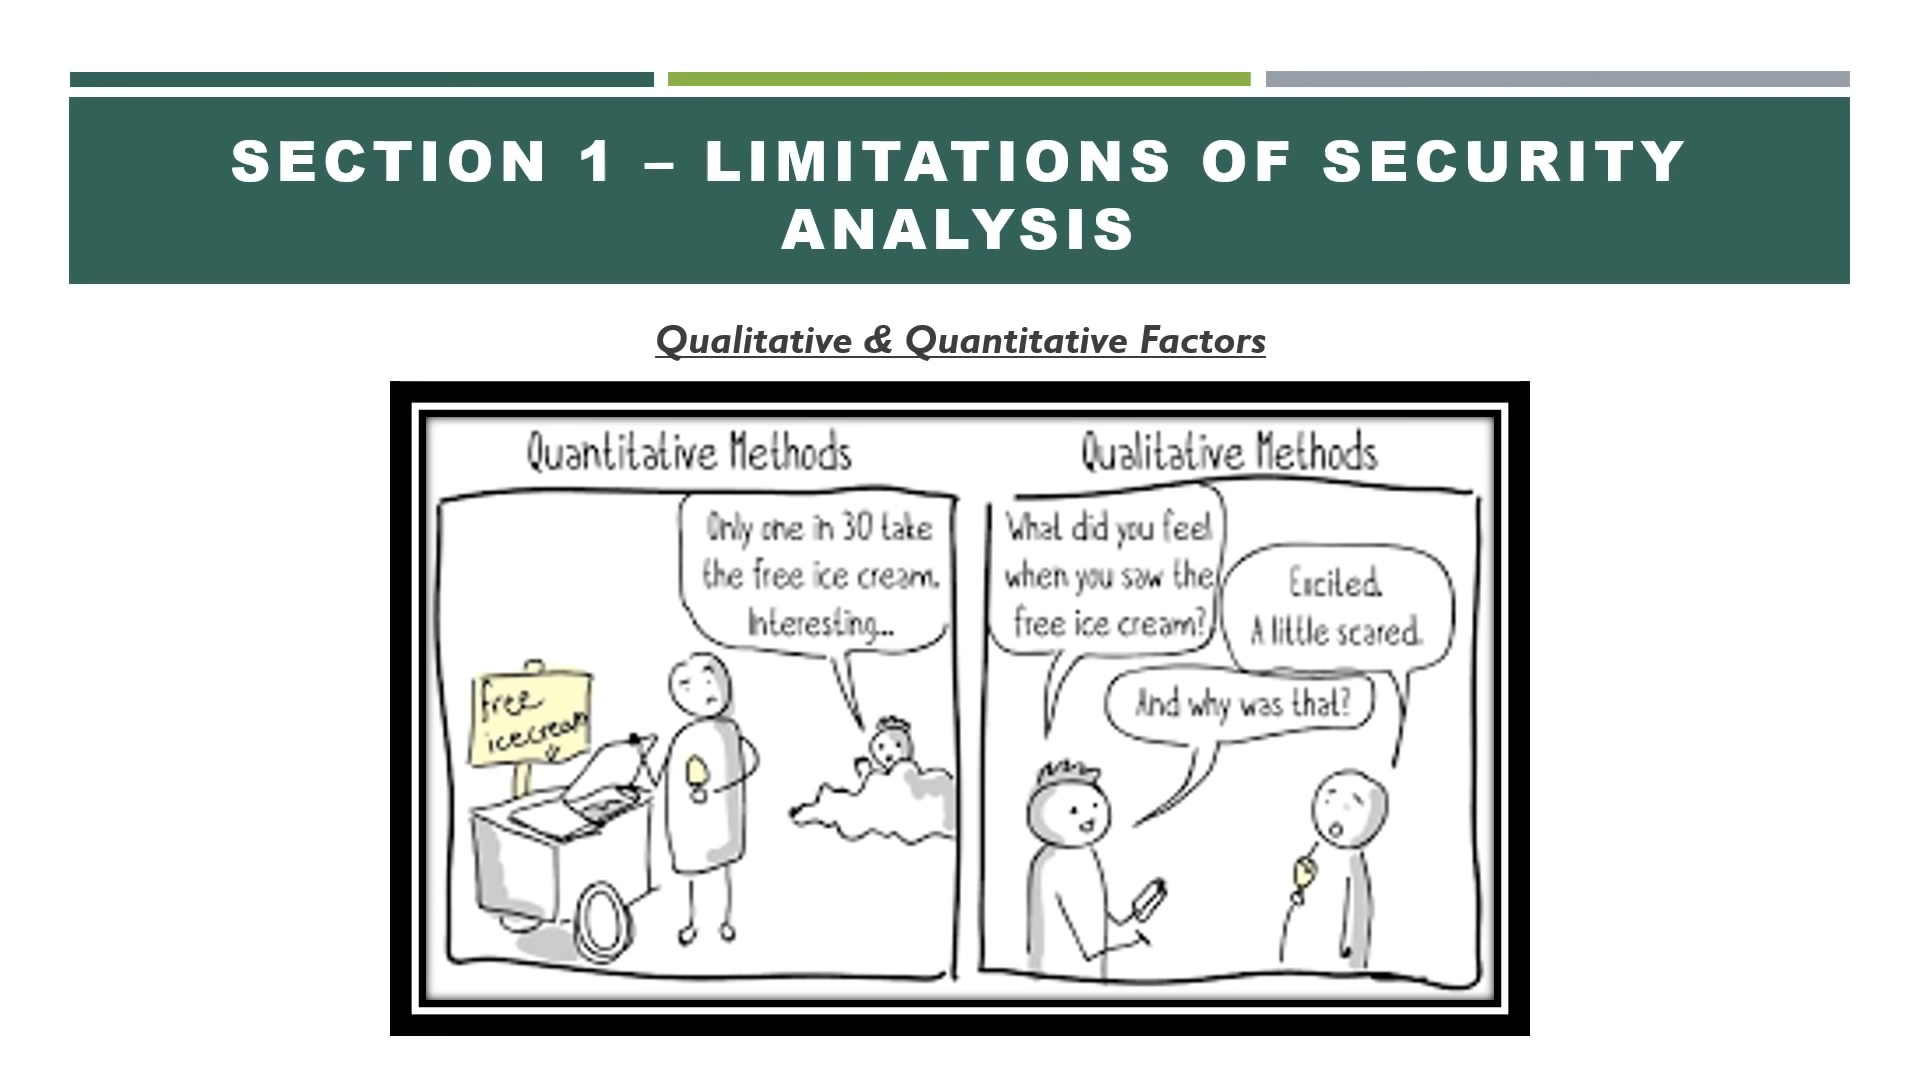 SECTION 1 – LIMITATIONS OF SECURITY
ANALYSIS
Qualitative & Quantitative Factors
Quantitative Methods
Only one in 30 take
the free ice cream.
Interesting...
free
icecream
Qualitative Methods
What did you feel
when you saw the
free ice cream?
Excited.
A little scared.
And why was that?